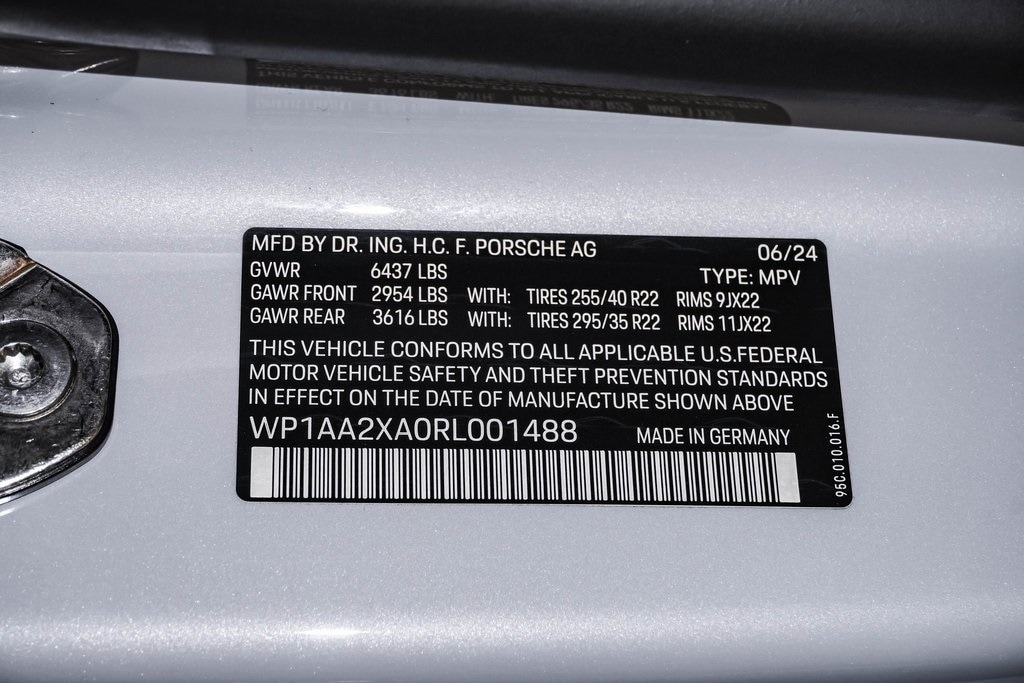 MFD BY DR. ING. H.C. F. PORSCHE AG 06/24
GVWR 6437 LBS TYPE: MPV
GAWR FRONT 2954 LBS WITH: TIRES 255/40 R22 RIMS 9JX22
GAWR REAR 3616 LBS WITH: TIRES 295/35 R22 RIMS 11JX22
THIS VEHICLE CONFORMS TO ALL APPLICABLE U.S.FEDERAL
MOTOR VEHICLE SAFETY AND THEFT PREVENTION STANDARDS
IN EFFECT ON THE DATE OF MANUFACTURE SHOWN ABOVE
WP1AA2XA0RL001488 MADE IN GERMANY
95C.010.016.F